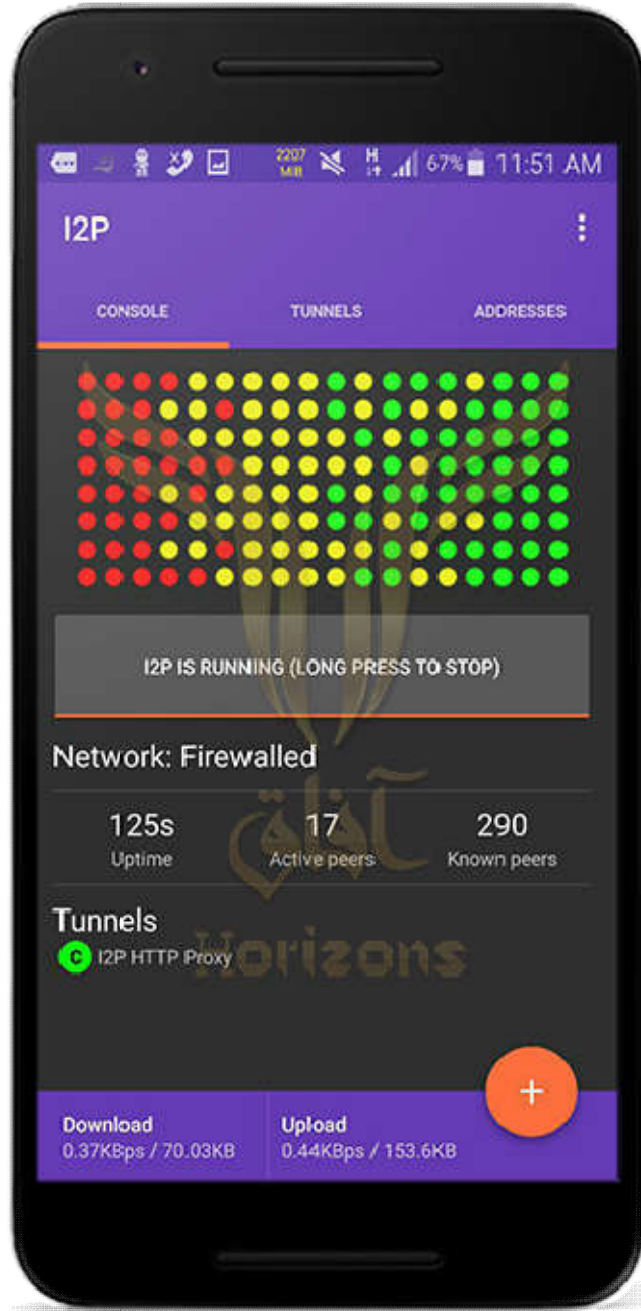 2207
MiB
67%
11:51 AM
I2P
CONSOLE
TUNNELS
ADDRESSES
I2P IS RUNNING (LONG PRESS TO STOP)
Network: Firewalled
125s
17
290
Uptime
Active peers
Known peers
آفاق
Horizons
Tunnels
C I2P HTTP Proxy
+
Download
Upload
0.37KBps / 70.03KB
0.44KBps / 153.6KB